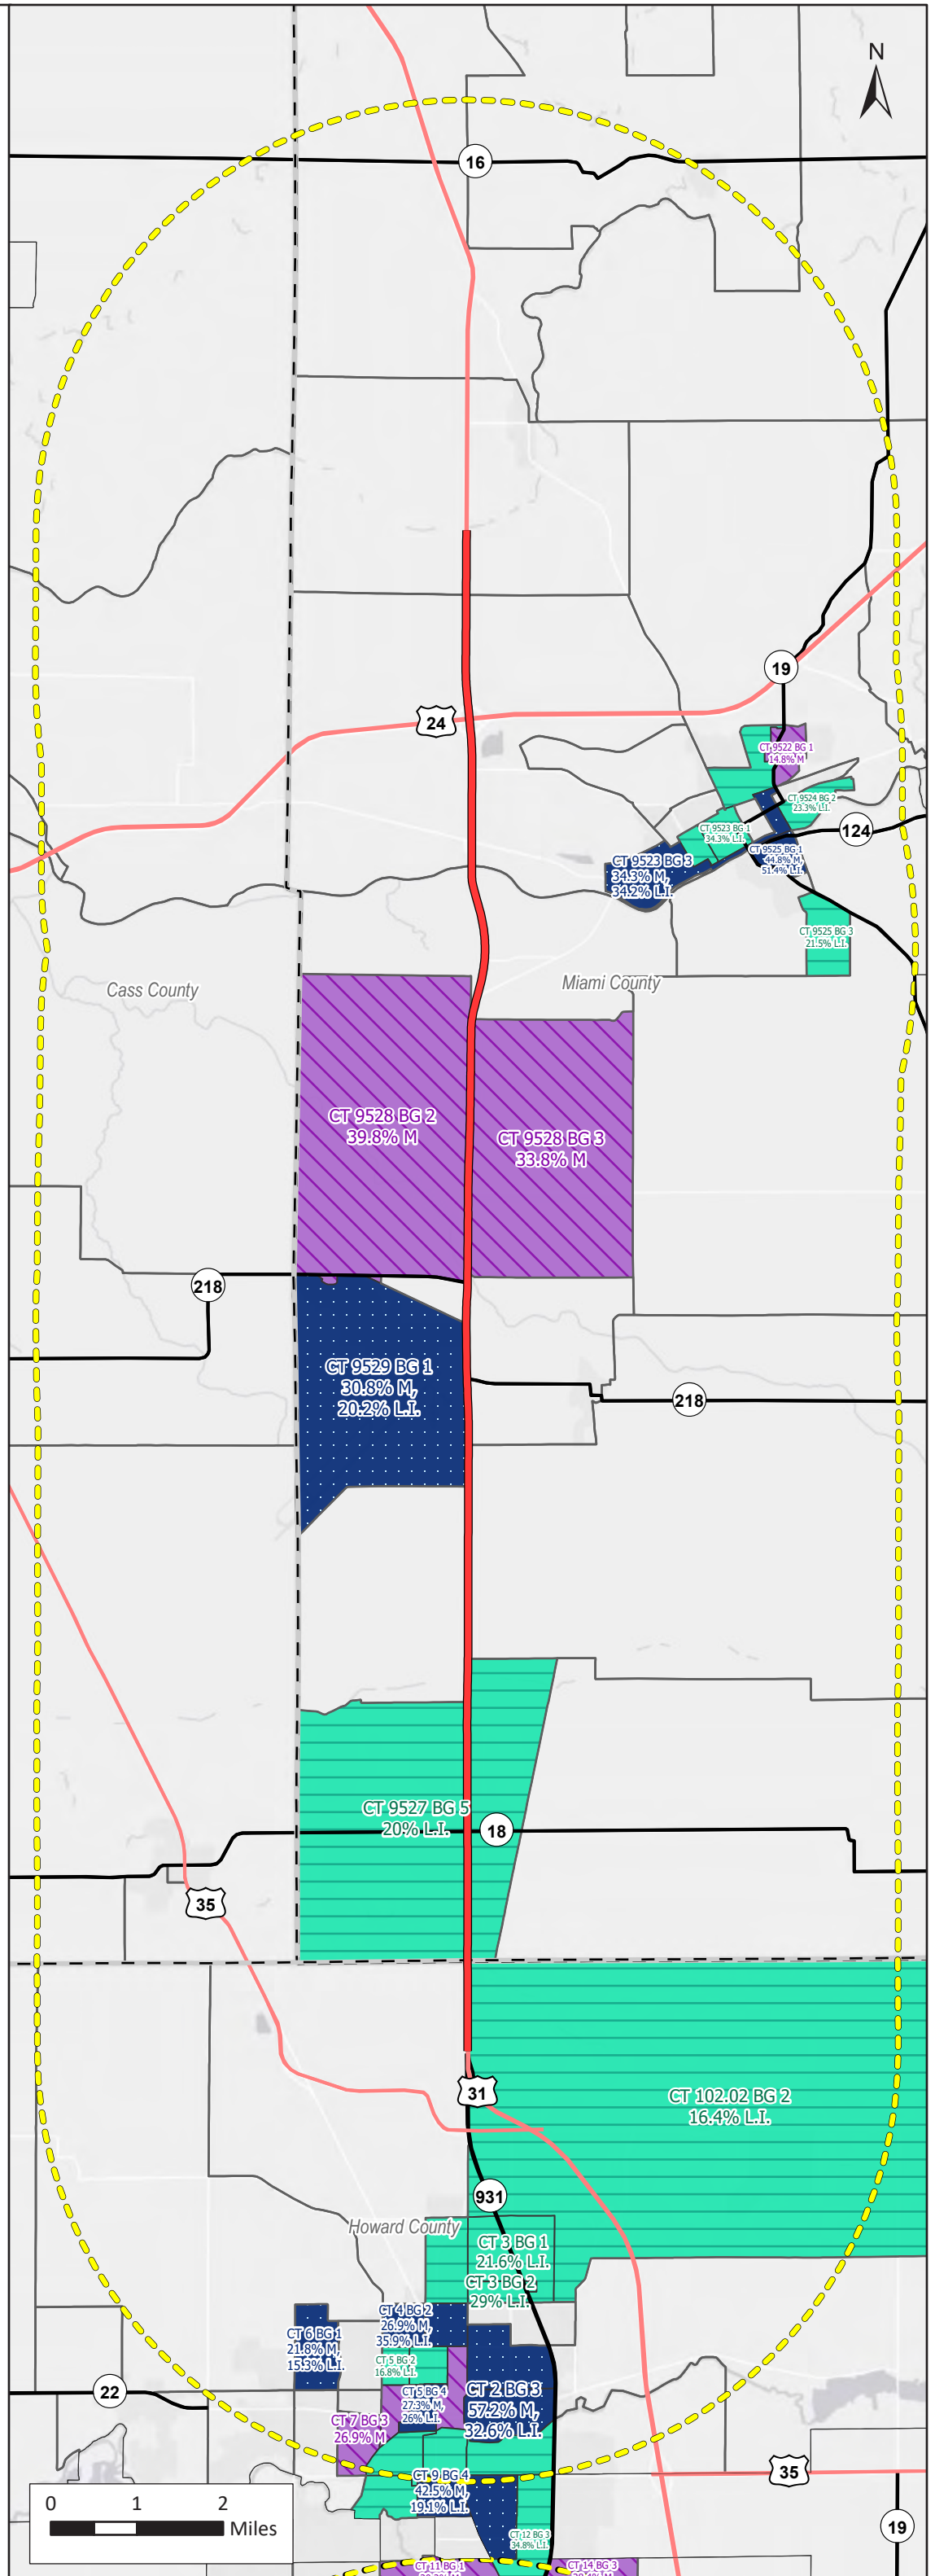 N
16
19
24
CT 9522 BG 1
14.8% M
CT 9524 BG 2
23.3% L.I.
CT 9523 BG 1
34.3% L.I.
124
CT 9525 BG 1
44.8% M,
51.4% L.I.
CT 9523 BG 3
34.3% M,
34.2% L.I.
CT 9525 BG 3
21.5% L.I.
Cass County
Miami County
CT 9528 BG 2
39.8% M
CT 9528 BG 3
33.8% M
218
CT 9529 BG 1
30.8% M,
20.2% L.I.
218
CT 9527 BG 5
20% L.I.
18
35
31
CT 102.02 BG 2
16.4% L.I.
931
Howard County
CT 3 BG 1
21.6% L.I.
CT 3 BG 2
29% L.I.
CT 4 BG 2
26.9% M,
35.9% L.I.
CT 6 BG 1
21.8% M,
15.3% L.I.
CT 5 BG 2
16.8% L.I.
22
CT 5 BG 4
27.3% M,
26% L.I.
CT 2 BG 3
57.2% M,
32.6% L.I.
CT 7 BG 3
26.9% M
35
CT 9 BG 4
42.5% M,
19.1% L.I.
0 1 2
Miles
19
CT 12 BG 3
34.8% L.I.
CT 11 BG 1
CT 14 BG 3